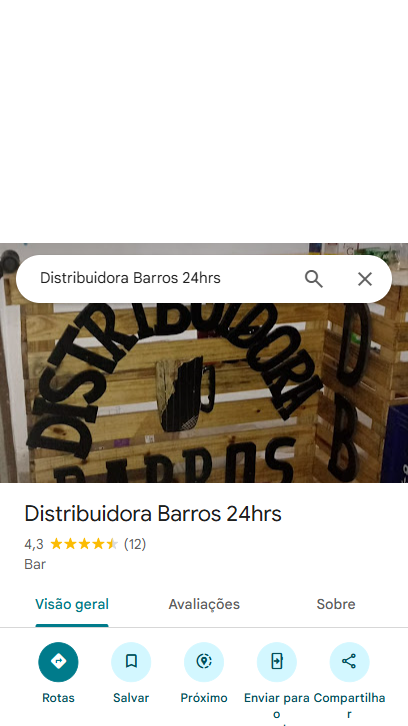 Distribuidora Barros 24hrs
DISTRIBUIDORA
BARROS
D
B
Distribuidora Barros 24hrs
4,3 (12)
Bar
Visão geral
Avaliações
Sobre
Rotas
Salvar
Próximo
Enviar para o
Compartilhar